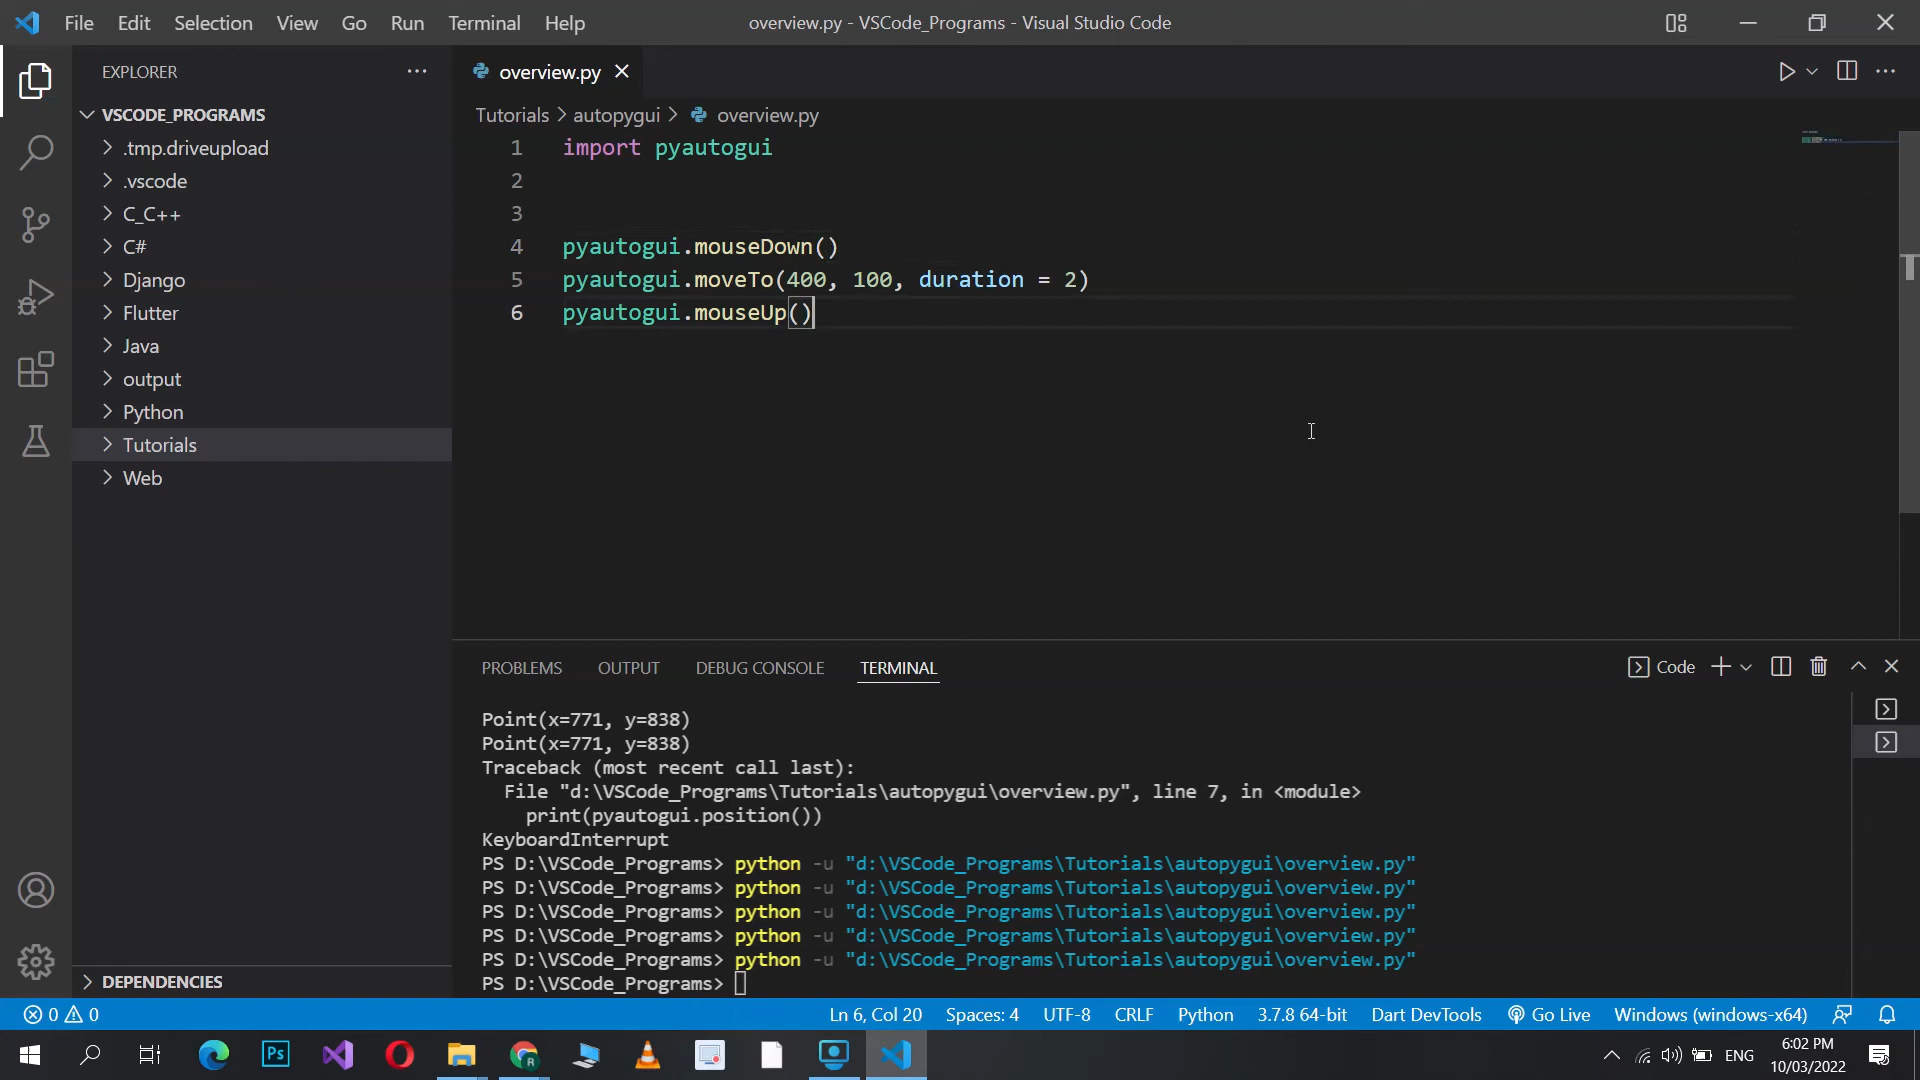 File Edit Selection View Go Run Terminal Help
overview.py - VSCode_Programs - Visual Studio Code
EXPLORER
VSCODE_PROGRAMS
.tmp.driveupload
.vscode
C_C++
C#
Django
Flutter
Java
output
Python
Tutorials
Web
DEPENDENCIES
overview.py
Tutorials autopygui overview.py
1 import pyautogui
2
3
4 pyautogui.mouseDown()
5 pyautogui.moveTo(400, 100, duration = 2)
6 pyautogui.mouseUp()
PROBLEMS OUTPUT DEBUG CONSOLE TERMINAL
Code
Point(x=771, y=838)
Point(x=771, y=838)
Traceback (most recent call last):
File "d:\VSCode_Programs\Tutorials\autopygui\overview.py", line 7, in <module>
print(pyautogui.position())
KeyboardInterrupt
PS D:\VSCode_Programs> python -u "d:\VSCode_Programs\Tutorials\autopygui\overview.py"
PS D:\VSCode_Programs> python -u "d:\VSCode_Programs\Tutorials\autopygui\overview.py"
PS D:\VSCode_Programs> python -u "d:\VSCode_Programs\Tutorials\autopygui\overview.py"
PS D:\VSCode_Programs> python -u "d:\VSCode_Programs\Tutorials\autopygui\overview.py"
PS D:\VSCode_Programs> python -u "d:\VSCode_Programs\Tutorials\autopygui\overview.py"
PS D:\VSCode_Programs>
0 0 Ln 6, Col 20 Spaces: 4 UTF-8 CRLF Python 3.7.8 64-bit Dart DevTools Go Live Windows (windows-x64)
Ps
R
ENG
6:02 PM
10/03/2022